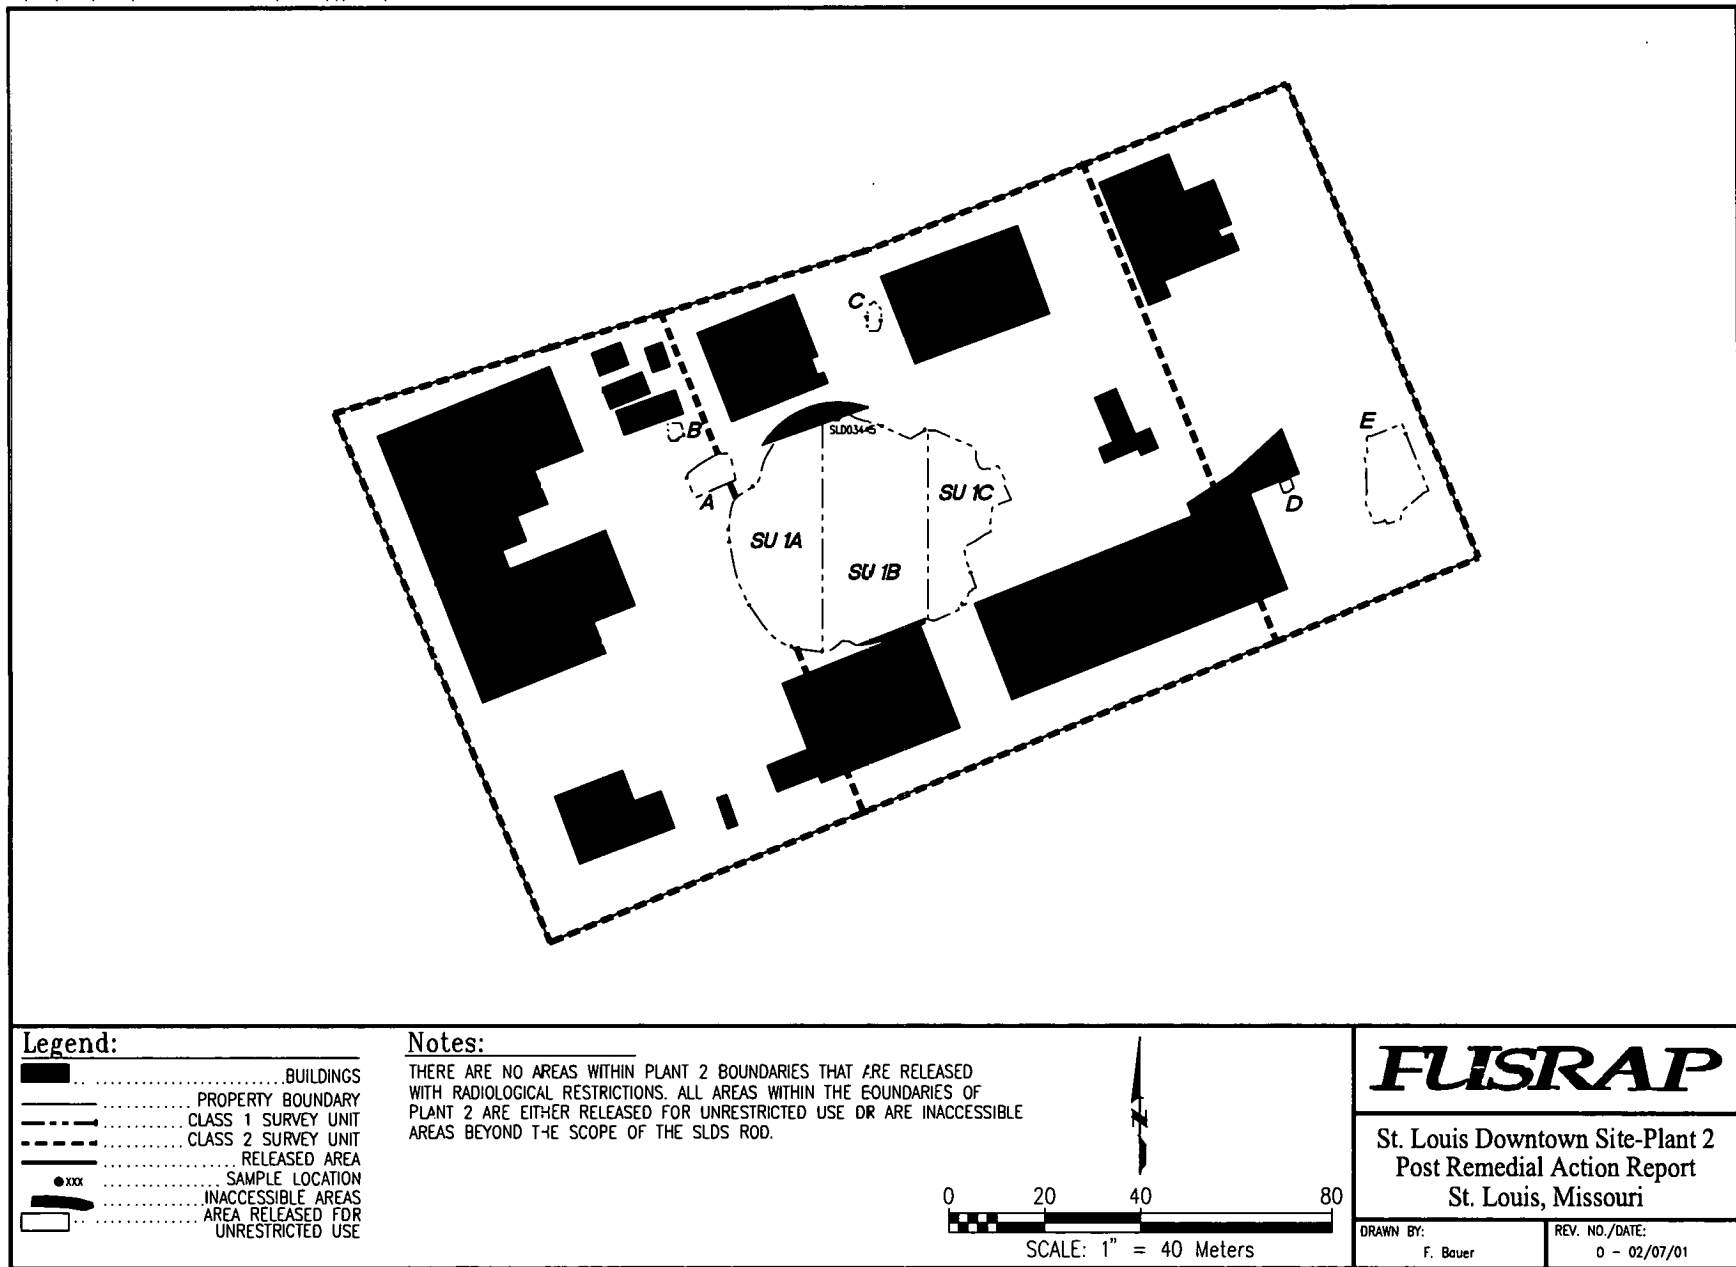 C
B
SLD03445
E
A
SU 1C
D
SU 1A
SU 1B
Legend:
BUILDINGS
PROPERTY BOUNDARY
CLASS 1 SURVEY UNIT
CLASS 2 SURVEY UNIT
RELEASED AREA
XXX SAMPLE LOCATION
INACCESSIBLE AREAS
AREA RELEASED FOR
UNRESTRICTED USE
Notes:
THERE ARE NO AREAS WITHIN PLANT 2 BOUNDARIES THAT ARE RELEASED
WITH RADIOLOGICAL RESTRICTIONS. ALL AREAS WITHIN THE BOUNDARIES OF
PLANT 2 ARE EITHER RELEASED FOR UNRESTRICTED USE OR ARE INACCESSIBLE
AREAS BEYOND THE SCOPE OF THE SLDS ROD.
N
0 20 40 80
SCALE: 1" = 40 Meters
FUSRAP
St. Louis Downtown Site-Plant 2
Post Remedial Action Report
St. Louis, Missouri
DRAWN BY:
F. Bauer
REV. NO./DATE:
0 - 02/07/01